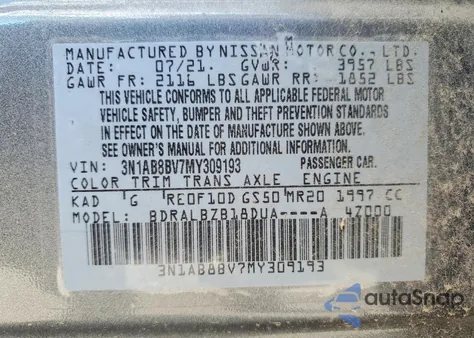 MANUFACTURED BY NISSAN MOTOR CO., LTD.
DATE: 07/21. GVWR: 3957 LBS
GAWR FR: 2116 LBS GAWR RR: 1852 LBS
THIS VEHICLE CONFORMS TO ALL APPLICABLE FEDERAL MOTOR
VEHICLE SAFETY, BUMPER AND THEFT PREVENTION STANDARDS
IN EFFECT ON THE DATE OF MANUFACTURE SHOWN ABOVE.
SEE OWNER'S MANUAL FOR ADDITIONAL INFORMATION.
VIN: 3N1AB8BV7MY309193 PASSENGER CAR.
COLOR TRIM TRANS AXLE ENGINE
KAD G RE0F10D GS50 MR20 1997 CC
MODEL: BDRALBZB18DUA----A 4Z000
3N1AB8BV7MY309193
autoSnap